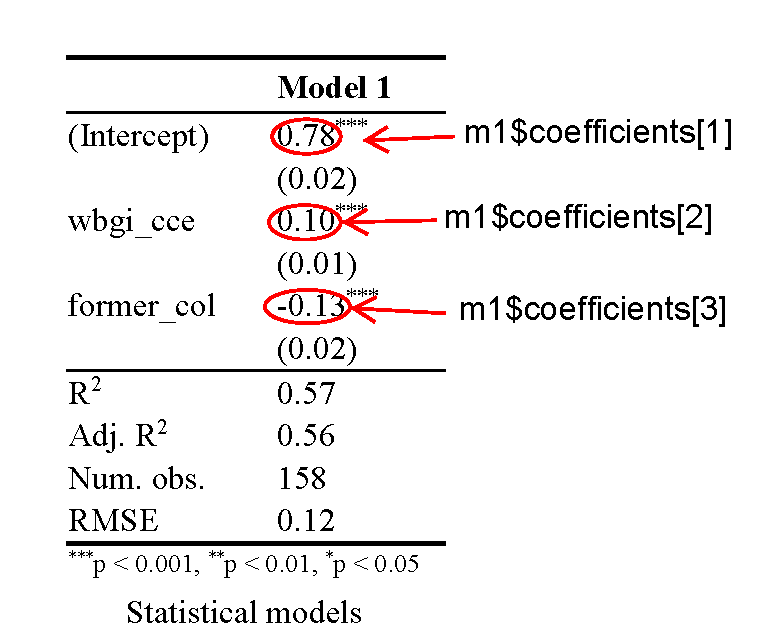 Model 1
(Intercept) 0.78*** m1$coefficients[1]
(0.02)
wbgi_cce 0.10*** m1$coefficients[2]
(0.01)
former_col -0.13*** m1$coefficients[3]
(0.02)
R² 0.57
Adj. R² 0.56
Num. obs. 158
RMSE 0.12
***p < 0.001, **p < 0.01, *p < 0.05
Statistical models